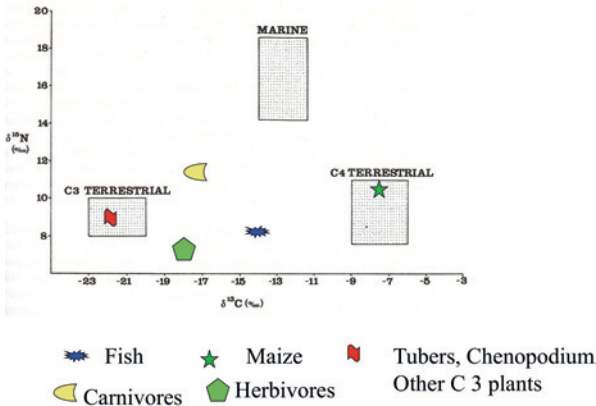 20
MARINE
18
16
14
δ¹⁵N
(‰)
12
C4 TERRESTRIAL
C3 TERRESTRIAL
10
8
-23 -21 -19 -17 -15 -13 -11 -9 -7 -5 -3
δ¹³C (‰)
Fish Maize Tubers, Chenopodium
Carnivores Herbivores Other C 3 plants